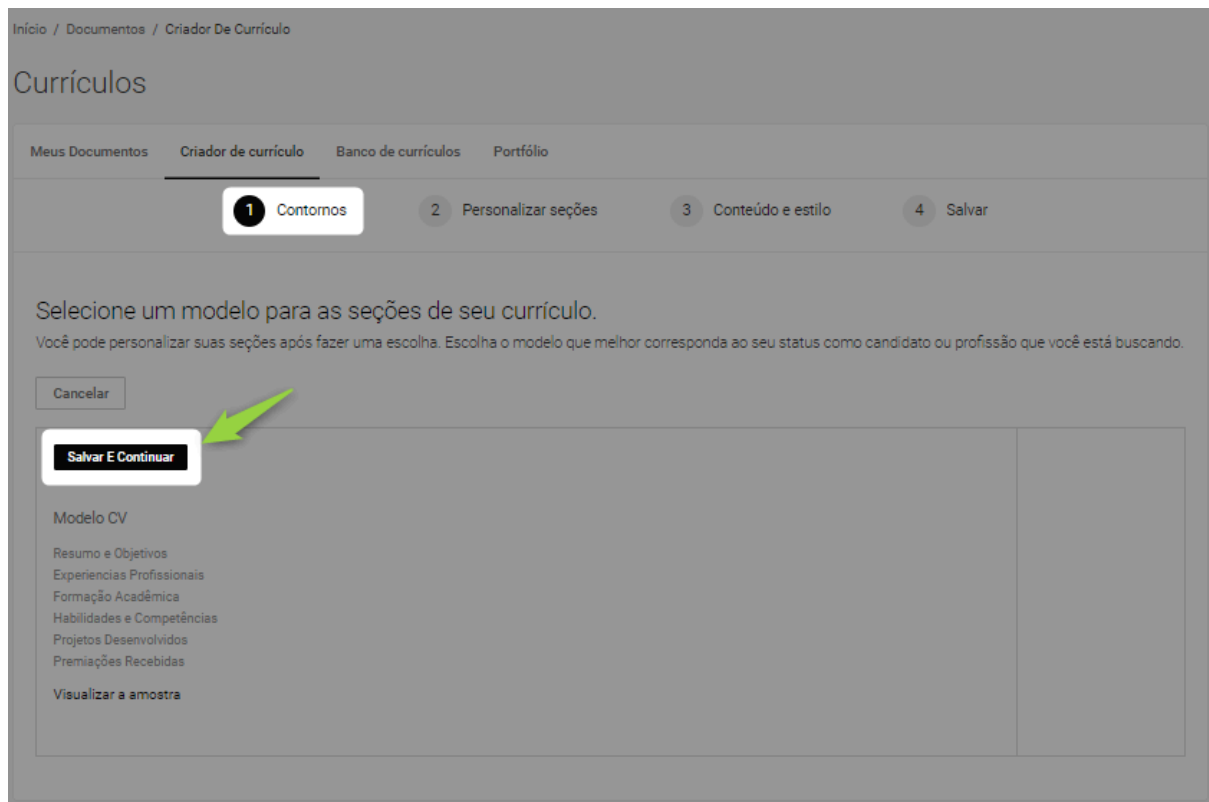 Início / Documentos / Criador De Currículo
Currículos
Meus Documentos Criador de currículo Banco de currículos Portfólio
1 Contornos 2 Personalizar seções 3 Conteúdo e estilo 4 Salvar
Selecione um modelo para as seções de seu currículo.
Você pode personalizar suas seções após fazer uma escolha. Escolha o modelo que melhor corresponda ao seu status como candidato ou profissão que você está buscando.
Cancelar
Salvar E Continuar
Modelo CV
Resumo e Objetivos
Experiencias Profissionais
Formação Acadêmica
Habilidades e Competências
Projetos Desenvolvidos
Premiações Recebidas
Visualizar a amostra